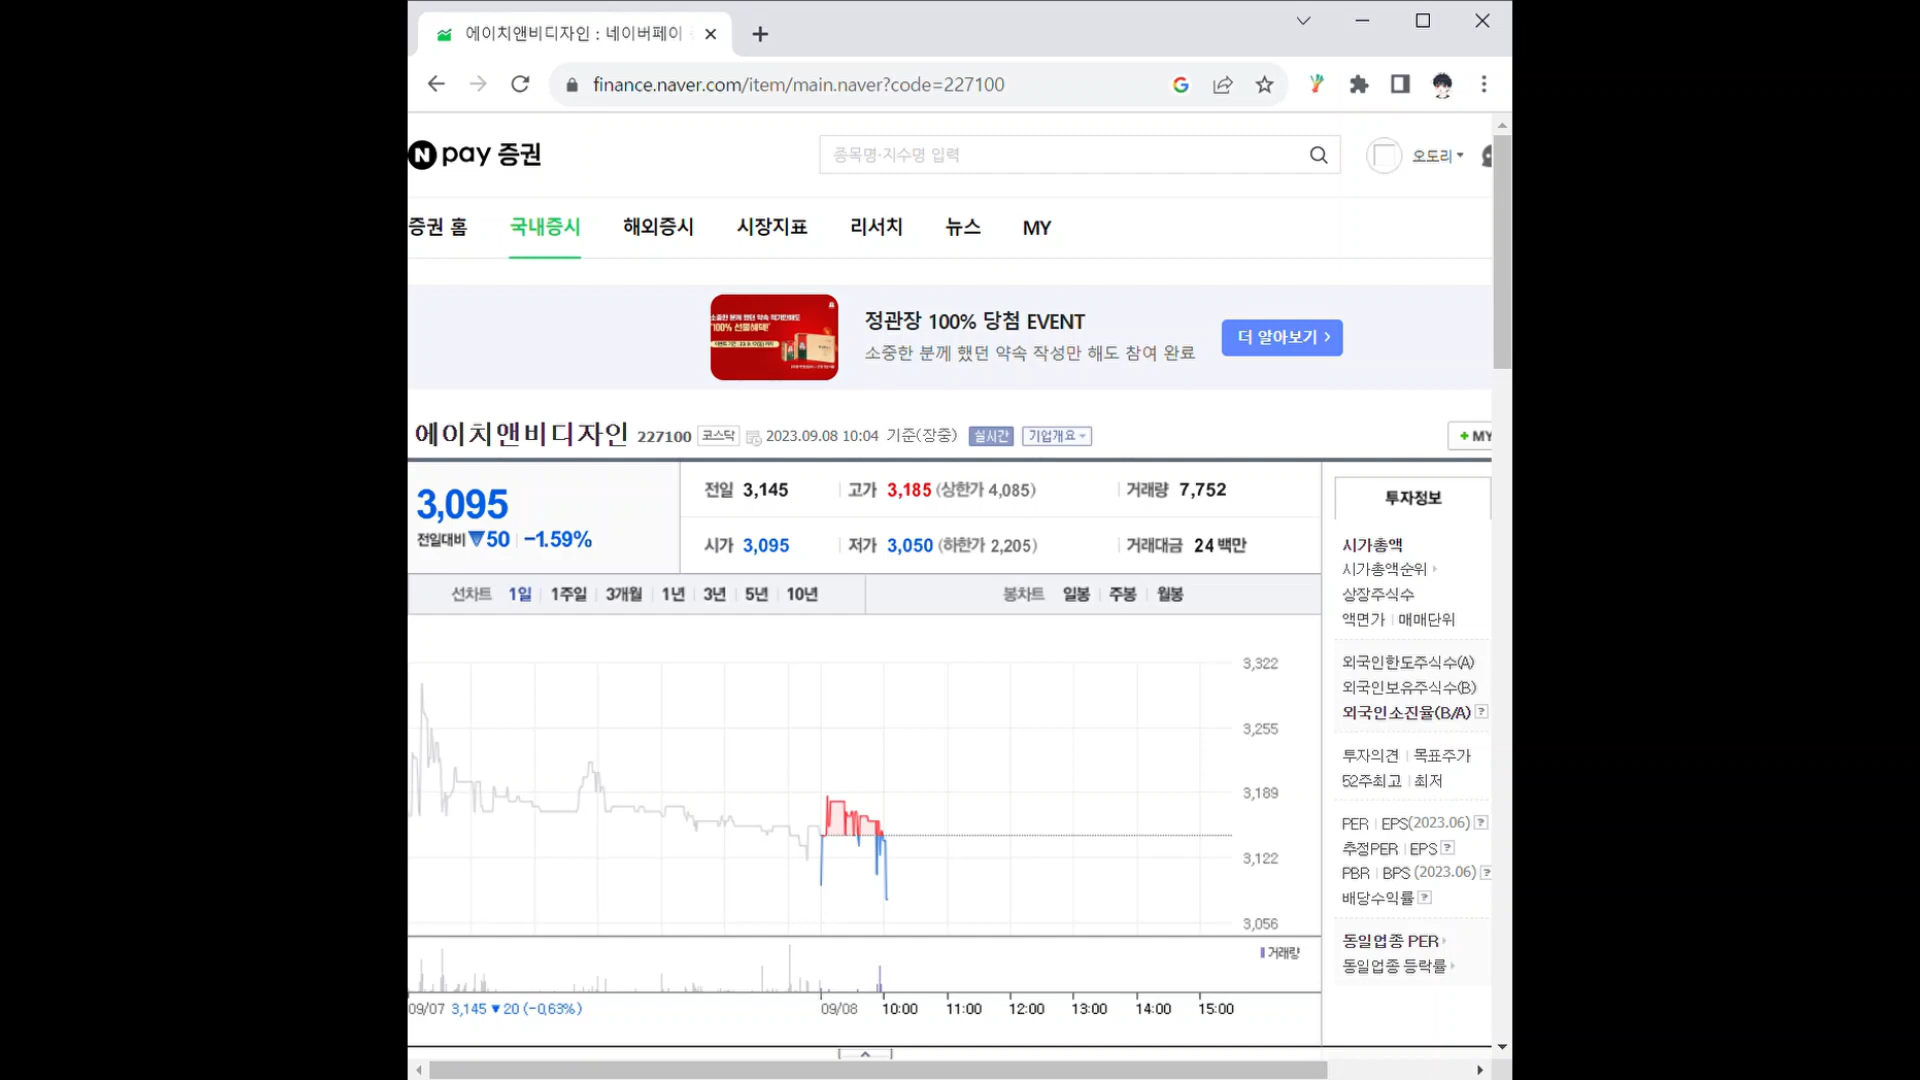 에이치앤비디자인 : 네이버페이
finance.naver.com/item/main.naver?code=227100
N pay 증권
종목명·지수명 입력
오도리
증권 홈 국내증시 해외증시 시장지표 리서치 뉴스 MY
100% 선물혜택!
정관장 100% 당첨 EVENT
소중한 분께 했던 약속 작성만 해도 참여 완료
더 알아보기 >
에이치앤비디자인 227100 코스닥 2023.09.08 10:04 기준(장중) 실시간 기업개요
+ MY
3,095
전일대비 ▼50 -1.59%
전일 3,145 고가 3,185 (상한가 4,085) 거래량 7,752
시가 3,095 저가 3,050 (하한가 2,205) 거래대금 24 백만
선차트 1일 1주일 3개월 1년 3년 5년 10년 봉차트 일봉 주봉 월봉
3,322
3,255
3,189
3,122
3,056
거래량
09/07 3,145 ▼ 20 (-0.63%) 09/08 10:00 11:00 12:00 13:00 14:00 15:00
투자정보
시가총액
시가총액순위
상장주식수
액면가 매매단위
외국인한도주식수(A)
외국인보유주식수(B)
외국인소진율(B/A) ?
투자의견 목표주가
52주최고 최저
PER EPS(2023.06) ?
추정PER EPS ?
PBR BPS (2023.06) ?
배당수익률 ?
동일업종 PER
동일업종 등락률